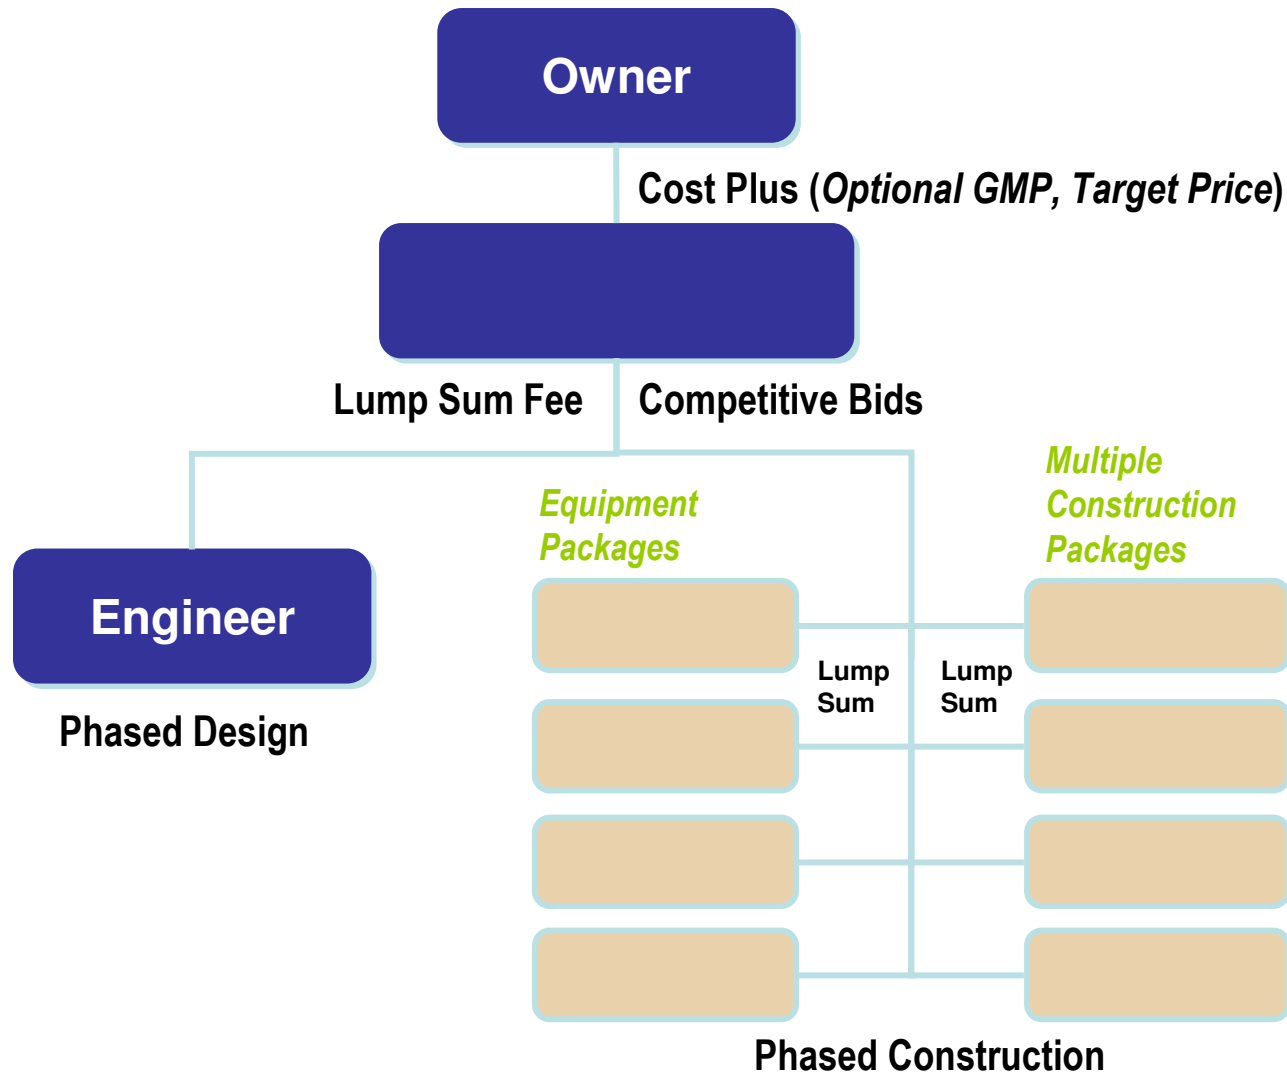 Owner
Cost Plus (Optional GMP, Target Price)
Lump Sum Fee
Competitive Bids
Equipment
Packages
Multiple
Construction
Packages
Engineer
Lump
Sum
Lump
Sum
Phased Design
Phased Construction